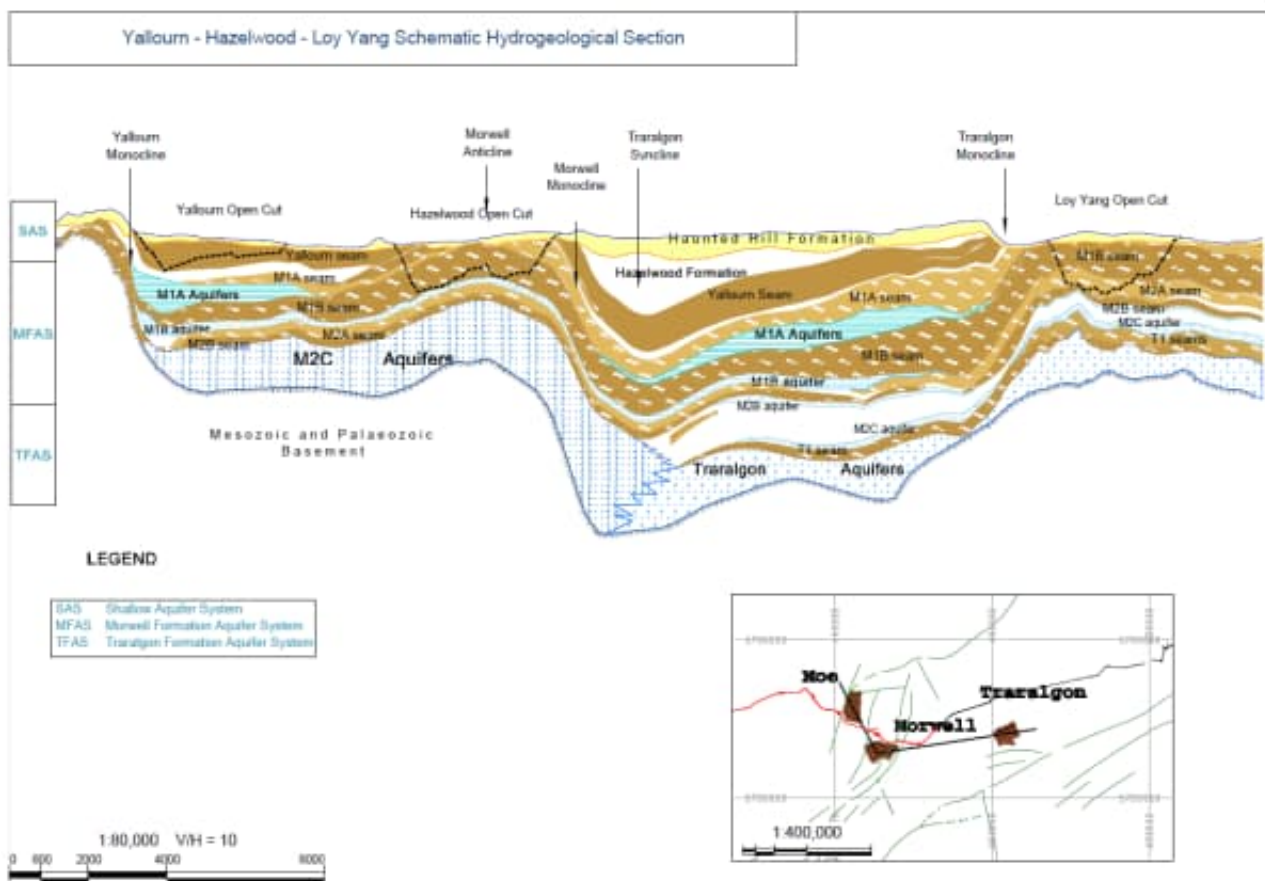 Yallourn - Hazelwood - Loy Yang Schematic Hydrogeological Section
Yallourn
Monocline
Morwell
Anticline
Morwell
Monocline
Traralgon
Syncline
Traralgon
Monocline
Yallourn Open Cut
Hazelwood Open Cut
Loy Yang Open Cut
SAS
MFAS
TFAS
Haunted Hill Formation
Yallourn seam
Hazelwood Formation
M1B seam
M1A seam
Yallourn Seam
M1A seam
M2A seam
M1A Aquifers
M1B seam
M1A Aquifers
M2B seam
M2C aquifer
M1B aquifer
M2A seam
M2B seam
M1B seam
T1 seams
M2C Aquifers
M1B aquifer
M2B aquifer
M2C aquifer
T1 seam
Mesozoic and Palaeozoic
Basement
Traralgon Aquifers
LEGEND
SAS Shallow Aquifer System
MFAS Morwell Formation Aquifer System
TFAS Traralgon Formation Aquifer System
Moe
Traralgon
Morwell
1:400,000
1:80,000 V/H = 10
0 800 2000 4000 8000